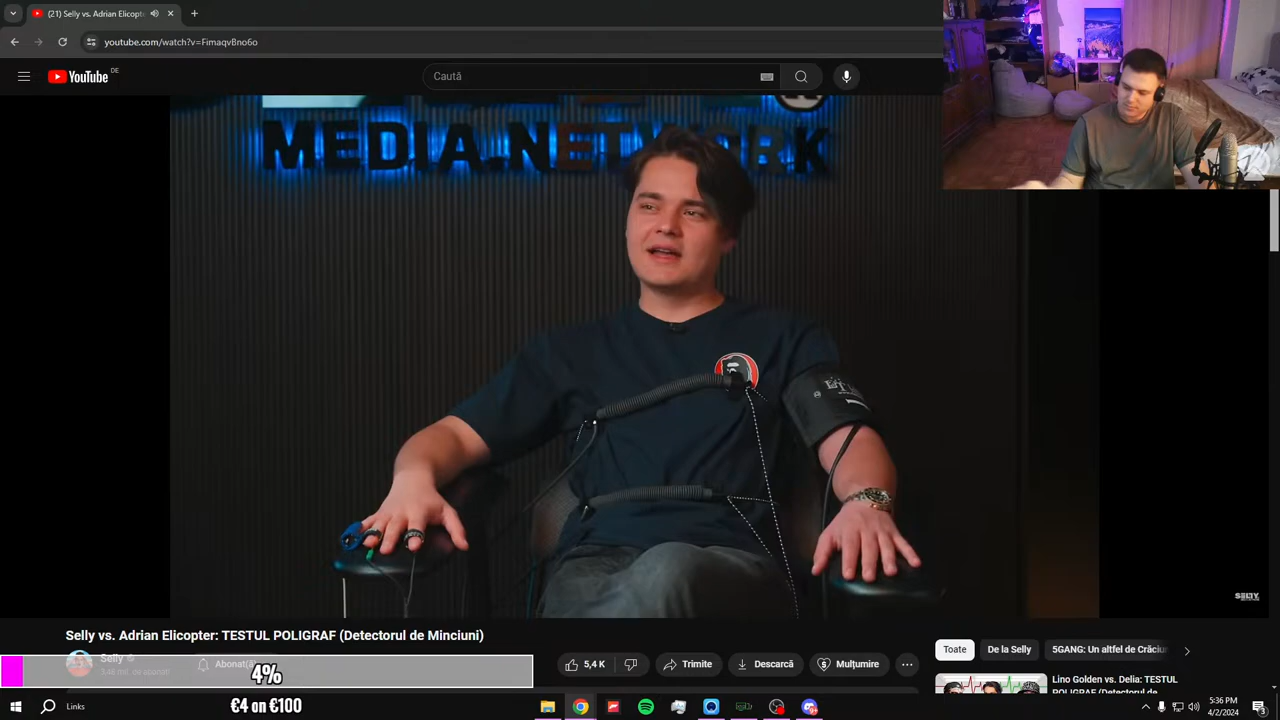 (21) Selly vs. Adrian Elicopte
youtube.com/watch?v=FimaqvBno6o
YouTube DE
Caută
MEDIA.NETWORK
SELLY.
Selly vs. Adrian Elicopter: TESTUL POLIGRAF (Detectorul de Minciuni)
Selly
Abonat(ă)
4%
5,4 K
Trimite
Descarcă
Mulțumire
Toate
De la Selly
5GANG: Un altfel de Crăciu
Lino Golden vs. Delia: TESTUL
POLIGRAF (Detectorul de
Links
€4 on €100
5:36 PM
4/2/2024
3